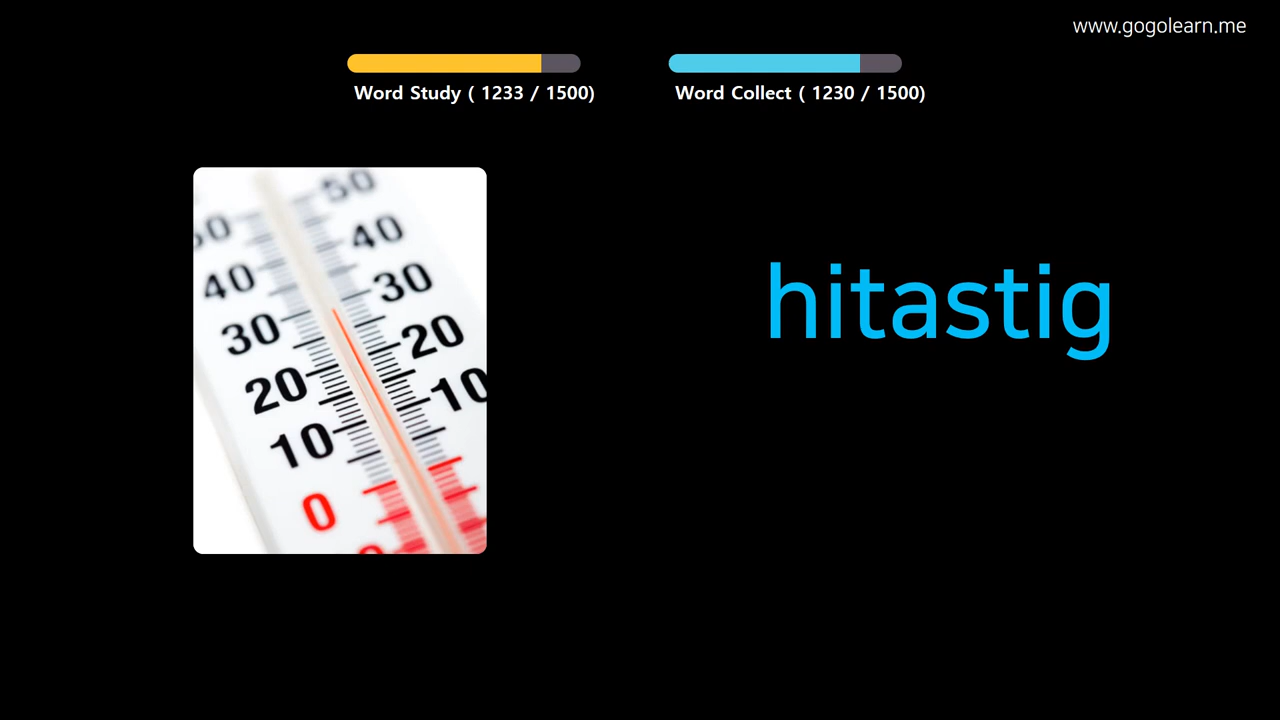 www.gogolearn.me
Word Study ( 1233 / 1500)
Word Collect ( 1230 / 1500)
50
50
40
40
30
30
20
20
10
10
0
hitastig